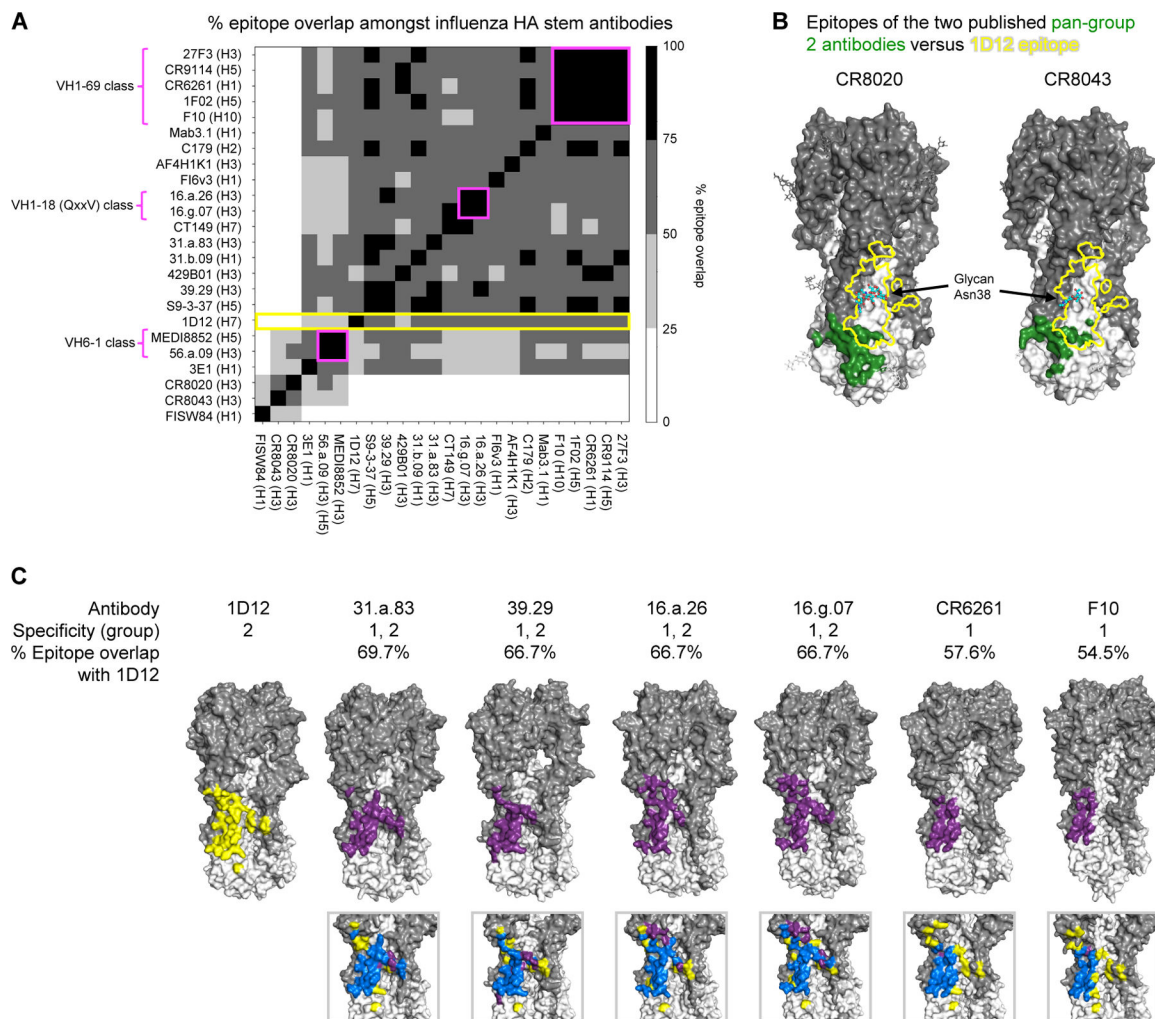 A
% epitope overlap amongst influenza HA stem antibodies
VH1-69 class
VH1-18 (QxxV) class
VH6-1 class
27F3 (H3)
CR9114 (H5)
CR6261 (H1)
1F02 (H5)
F10 (H10)
Mab3.1 (H1)
C179 (H2)
AF4H1K1 (H3)
FI6v3 (H1)
16.a.26 (H3)
16.g.07 (H3)
CT149 (H7)
31.a.83 (H3)
31.b.09 (H1)
429B01 (H3)
39.29 (H3)
S9-3-37 (H5)
1D12 (H7)
MEDI8852 (H5)
56.a.09 (H3)
3E1 (H1)
CR8020 (H3)
CR8043 (H3)
FISW84 (H1)
FISW84 (H1)
CR8043 (H3)
CR8020 (H3)
3E1 (H1)
56.a.09 (H3) (H5)
MEDI8852 (H3)
1D12 (H7)
S9-3-37 (H5)
39.29 (H3)
429B01 (H3)
31.b.09 (H1)
31.a.83 (H3)
CT149 (H7)
16.g.07 (H3)
16.a.26 (H3)
FI6v3 (H1)
AF4H1K1 (H3)
C179 (H2)
Mab3.1 (H1)
F10 (H10)
1F02 (H5)
CR6261 (H1)
CR9114 (H5)
27F3 (H3)
100
75
50
25
0
% epitope overlap
B
Epitopes of the two published pan-group
2 antibodies versus 1D12 epitope
CR8020 CR8043
Glycan
Asn38
C
Antibody 1D12 31.a.83 39.29 16.a.26 16.g.07 CR6261 F10
Specificity (group) 2 1, 2 1, 2 1, 2 1, 2 1 1
% Epitope overlap 69.7% 66.7% 66.7% 66.7% 57.6% 54.5%
with 1D12